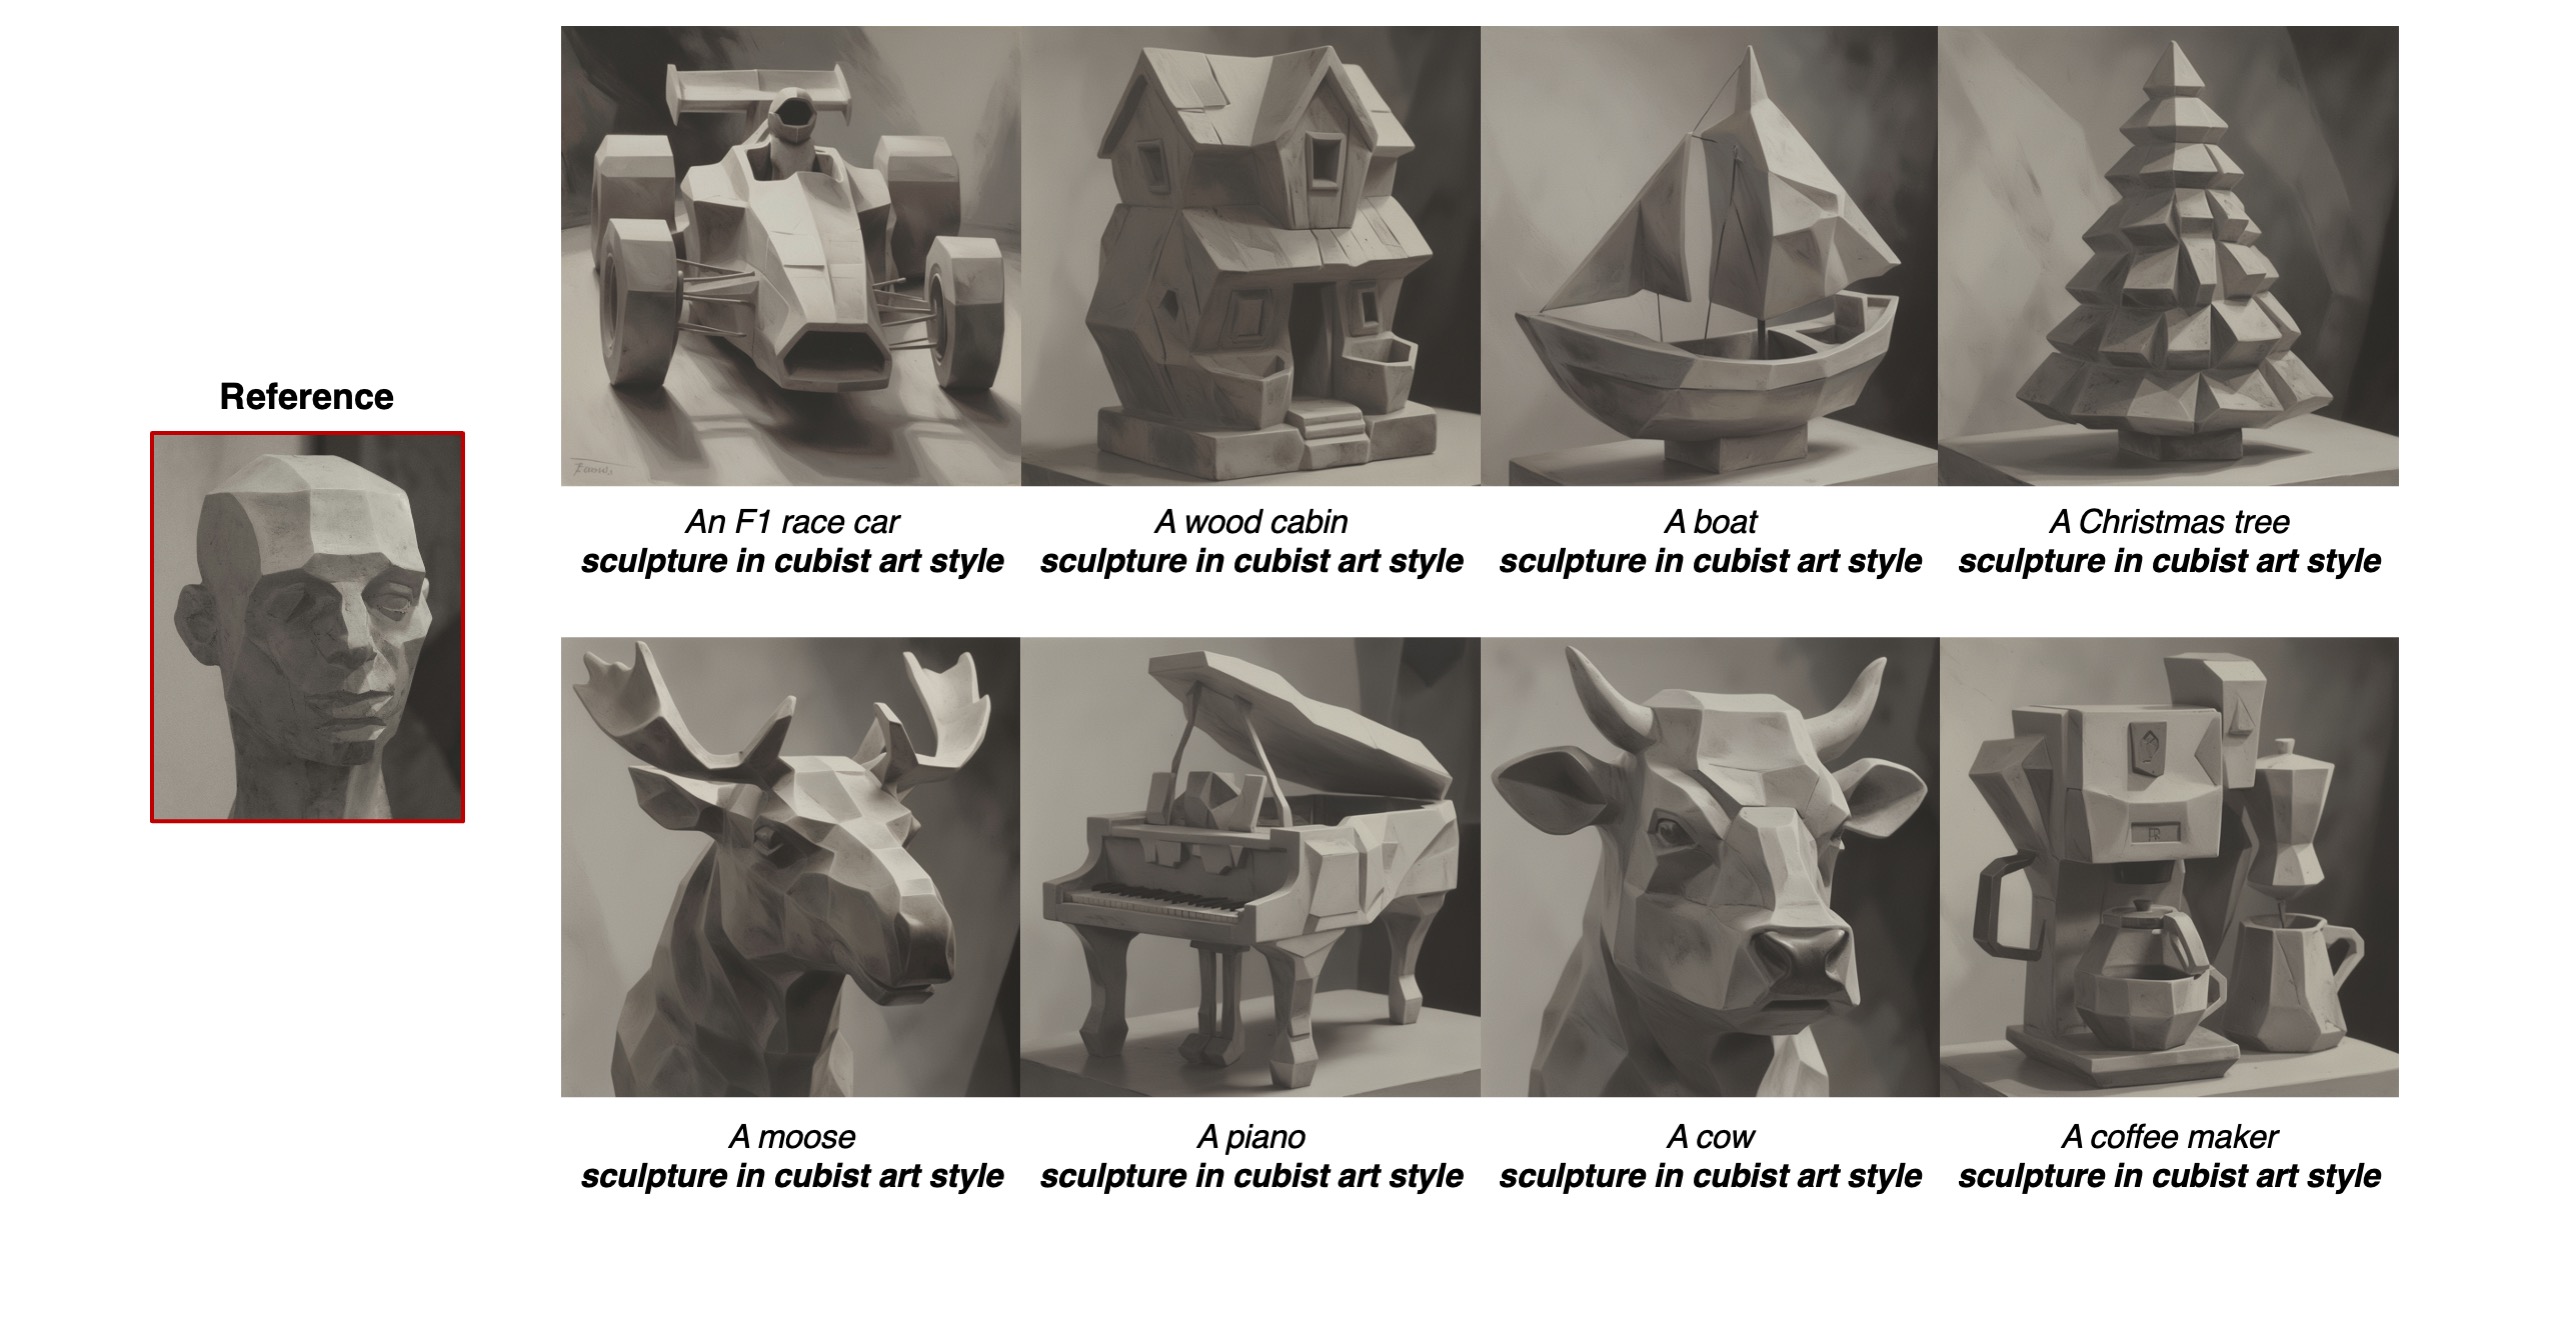 Reference
An F1 race car
sculpture in cubist art style
A wood cabin
sculpture in cubist art style
A boat
sculpture in cubist art style
A Christmas tree
sculpture in cubist art style
A moose
sculpture in cubist art style
A piano
sculpture in cubist art style
A cow
sculpture in cubist art style
A coffee maker
sculpture in cubist art style